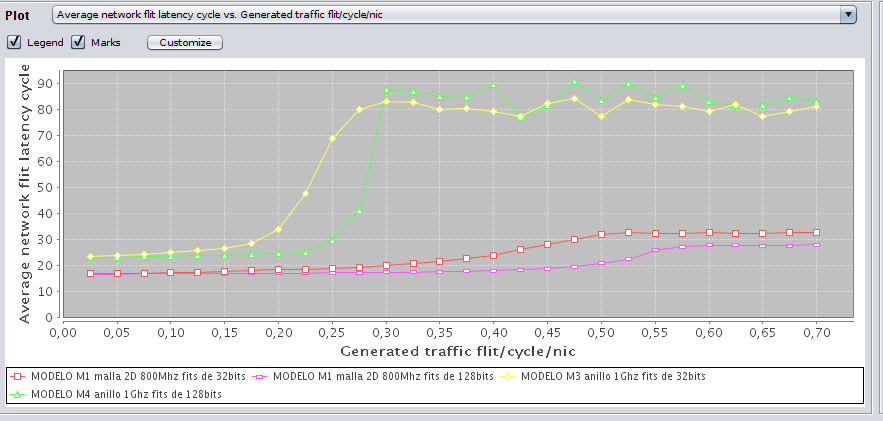 Plot
Average network flit latency cycle vs. Generated traffic flit/cycle/nic
Legend Marks Customize
Average network flit latency cycle
90
80
70
60
50
40
30
20
10
0
0,00 0,05 0,10 0,15 0,20 0,25 0,30 0,35 0,40 0,45 0,50 0,55 0,60 0,65 0,70
Generated traffic flit/cycle/nic
MODELO M1 malla 2D 800Mhz fits de 32bits MODELO M1 malla 2D 800Mhz fits de 128bits MODELO M3 anillo 1Ghz fits de 32bits
MODELO M4 anillo 1Ghz fits de 128bits